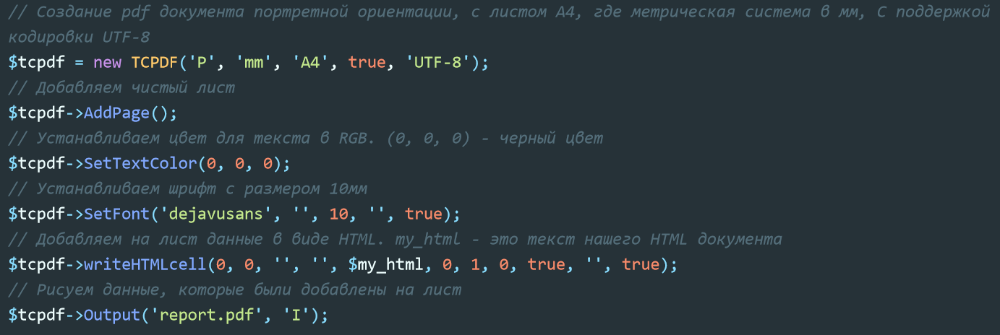 // Создание pdf документа портретной ориентации, с листом A4, где метрическая система в мм, С поддержкой
кодировки UTF-8
$tcpdf = new TCPDF('P', 'mm', 'A4', true, 'UTF-8');
// Добавляем чистый лист
$tcpdf->AddPage();
// Устанавливаем цвет для текста в RGB. (0, 0, 0) - черный цвет
$tcpdf->SetTextColor(0, 0, 0);
// Устанавливаем шрифт с размером 10мм
$tcpdf->SetFont('dejavusans', '', 10, '', true);
// Добавляем на лист данные в виде HTML. my_html - это текст нашего HTML документа
$tcpdf->writeHTMLcell(0, 0, '', '', $my_html, 0, 1, 0, true, '', true);
// Рисуем данные, которые были добавлены на лист
$tcpdf->Output('report.pdf', 'I');